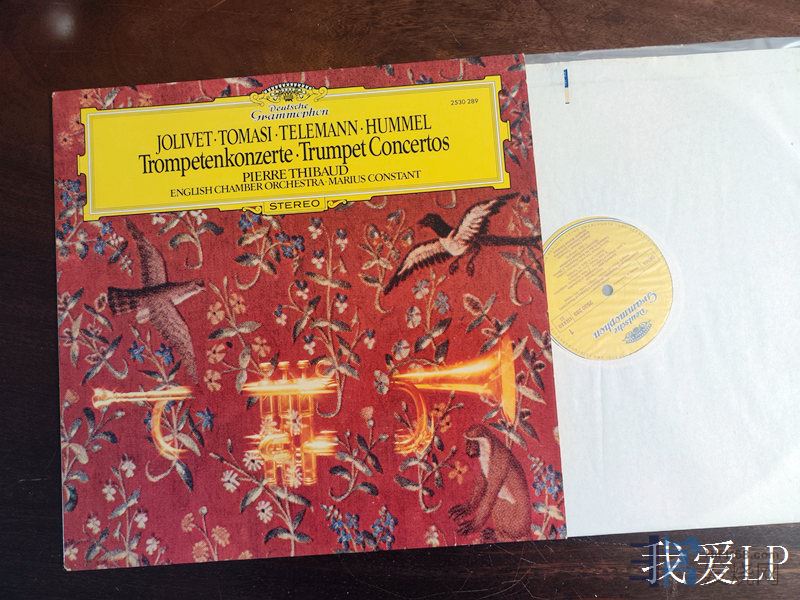 Deutsche
Grammophon
2530 289
JOLIVET · TOMASI · TELEMANN · HUMMEL
Trompetenkonzerte · Trumpet Concertos
PIERRE THIBAUD
ENGLISH CHAMBER ORCHESTRA · MARIUS CONSTANT
STEREO
Deutsche
Grammophon
我爱LP